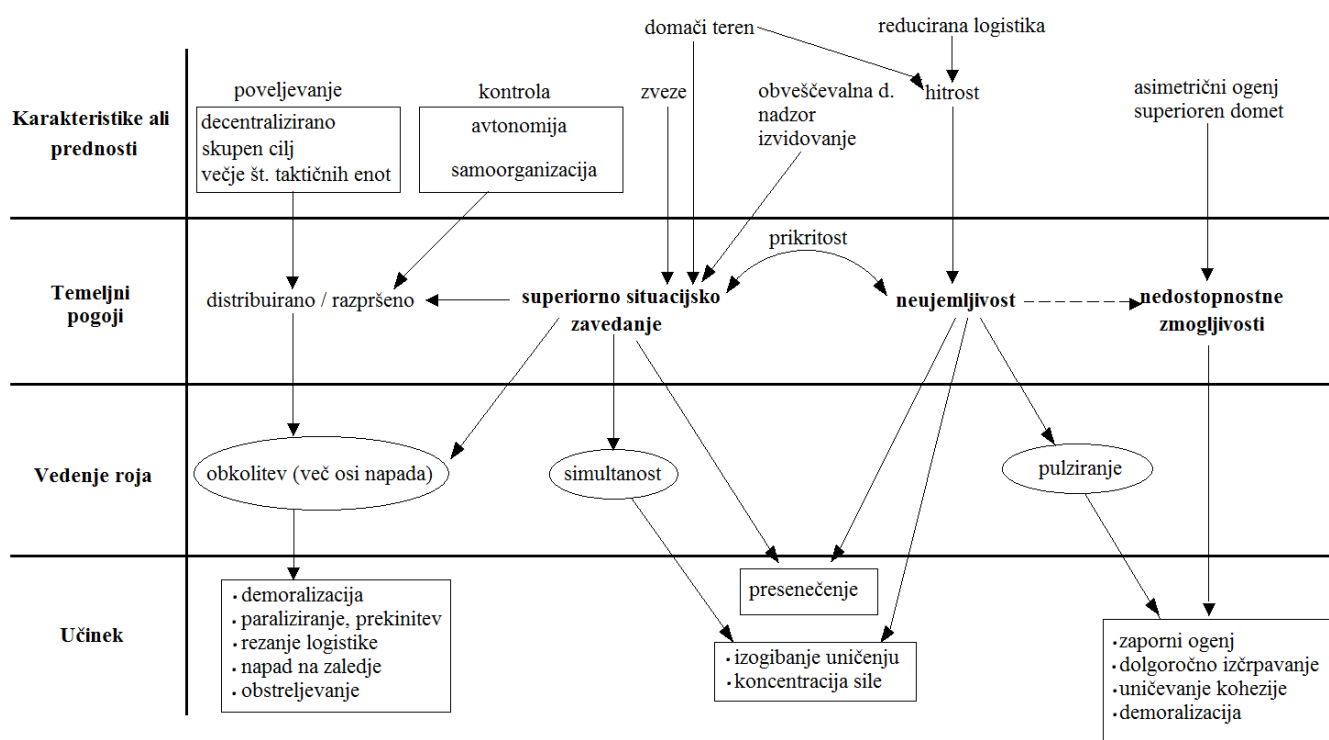 domači teren
reducirana logistika
Karakteristike ali
prednosti
poveljevanje
decentralizirano
skupen cilj
večje št. taktičnih enot
kontrola
avtonomija
samoorganizacija
zveze
obveščevalna d.
nadzor
izvidovanje
hitrost
asimetrični ogenj
superioren domet
Temeljni
pogoji
distribuirano / razpršeno
superiorno situacijsko
zavedanje
prikritost
neujemljivost
nedostopnostne
zmogljivosti
Vedenje roja
obkolitev (več osi napada)
simultanost
pulziranje
Učinek
· demoralizacija
· paraliziranje, prekinitev
· rezanje logistike
· napad na zaledje
· obstreljevanje
presenečenje
· izogibanje uničenju
· koncentracija sile
· zaporni ogenj
· dolgoročno izčrpavanje
· uničevanje kohezije
· demoralizacija